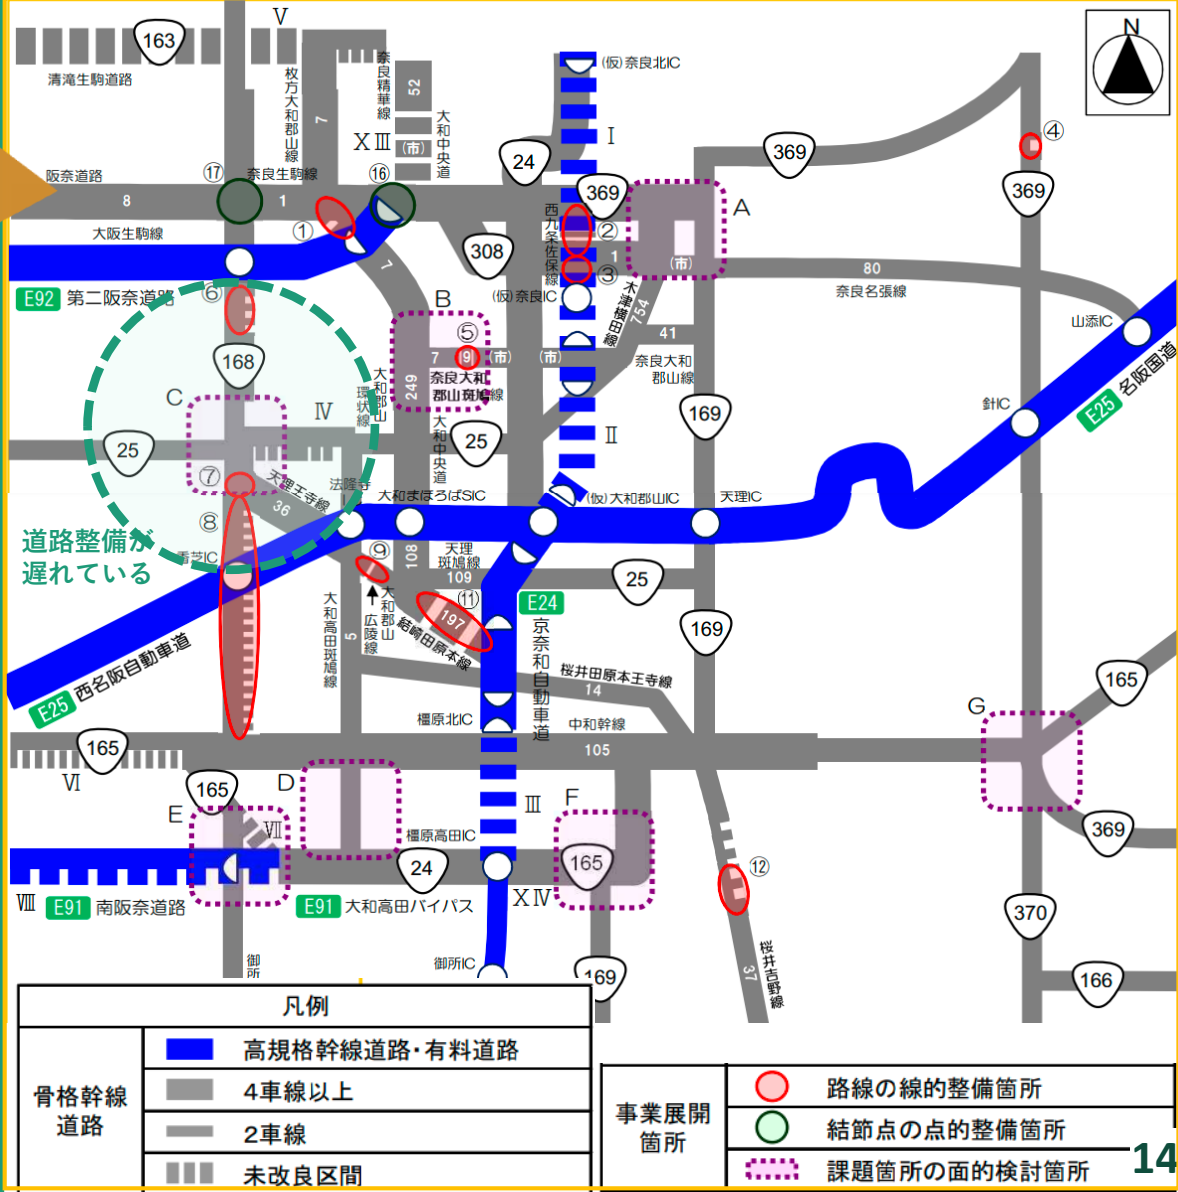 Ⅴ
163
清滝生駒道路
枚方大和郡山線
7
奈良精華線
52
ⅩⅢ
(市)
大和中央道
(仮)奈良北IC
Ⅰ
24
369
N
④
369
369
阪奈道路
8
⑰
1
奈良生駒線
⑯
大阪生駒線
①
7
308
西九条佐保線
②
③
1
(市)
A
80
奈良名張線
(仮)奈良IC
木津横田線
754
41
奈良大和
郡山線
山添IC
E92 第二阪奈道路
⑥
168
B
⑤
7
(9)
(市)
(市)
奈良大和
郡山斑鳩線
249
大和郡山
環状線
大和中央道
C
Ⅳ
25
25
Ⅱ
169
針IC
E25 名阪国道
⑦
天理王寺線
36
法隆寺
大和まほろばSIC
(仮)大和郡山IC
天理IC
⑧
道路整備が
遅れている
香芝IC
⑨
108
天理
斑鳩線
109
25
⑪
197
E24
京奈和自動車道
大和郡山
広陵線
結崎田原本線
大和高田斑鳩線
5
169
E25 西名阪自動車道
桜井田原本王寺線
14
橿原北IC
中和幹線
105
165
G
165
Ⅵ
165
D
E
Ⅶ
Ⅲ
F
橿原高田IC
165
24
ⅩⅣ
369
⑫
Ⅷ
E91 南阪奈道路
E91 大和高田バイパス
370
御所
御所IC
169
桜井吉野線
37
166
凡例
骨格幹線
道路
高規格幹線道路・有料道路
4車線以上
2車線
未改良区間
事業展開
箇所
路線の線的整備箇所
結節点の点的整備箇所
課題箇所の面的検討箇所
14